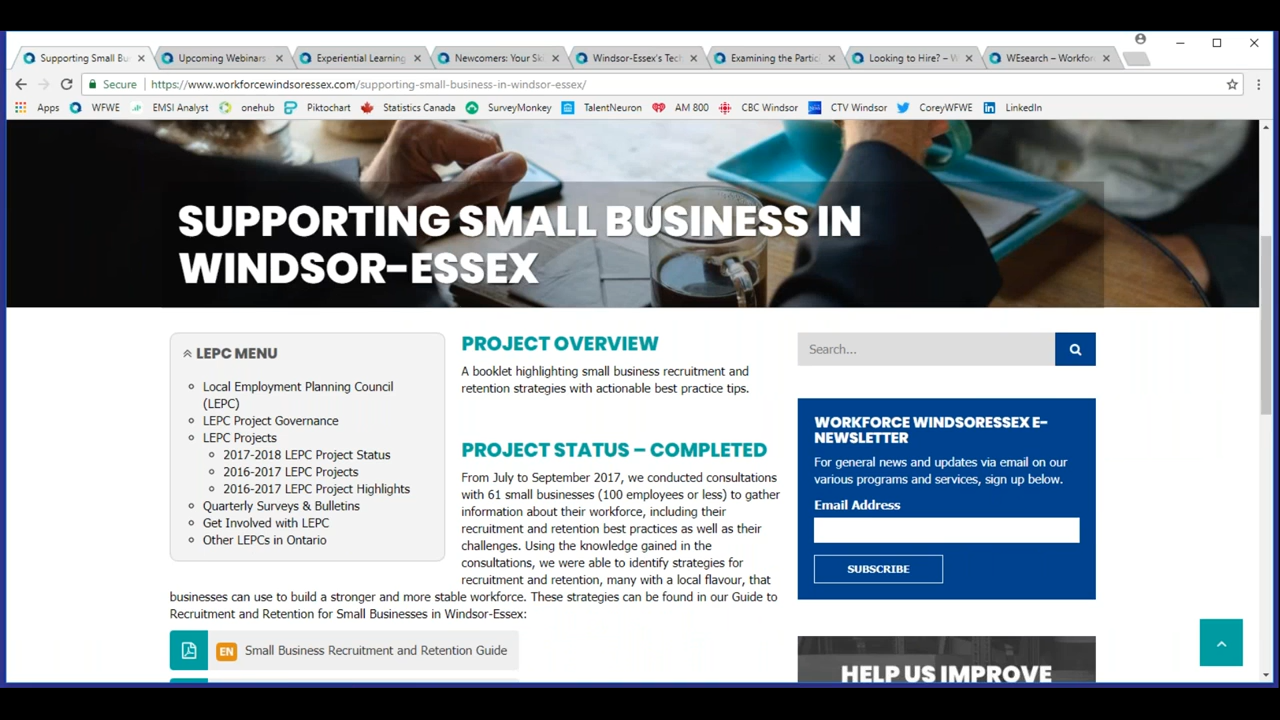 Supporting Small Bu
Upcoming Webinars
Experiential Learning
Newcomers: Your Ski
Windsor-Essex's Tech
Examining the Partic
Looking to Hire? – W
WEsearch – Workfor
Secure
https://www.workforcewindsoressex.com/supporting-small-business-in-windsor-essex/
Apps
WFWE
EMSI Analyst
onehub
Piktochart
Statistics Canada
SurveyMonkey
TalentNeuron
AM 800
CBC Windsor
CTV Windsor
CoreyWFWE
LinkedIn
SUPPORTING SMALL BUSINESS IN
WINDSOR-ESSEX
LEPC MENU
Local Employment Planning Council
(LEPC)
LEPC Project Governance
LEPC Projects
2017-2018 LEPC Project Status
2016-2017 LEPC Projects
2016-2017 LEPC Project Highlights
Quarterly Surveys & Bulletins
Get Involved with LEPC
Other LEPCs in Ontario
PROJECT OVERVIEW
A booklet highlighting small business recruitment and
retention strategies with actionable best practice tips.
PROJECT STATUS – COMPLETED
From July to September 2017, we conducted consultations
with 61 small businesses (100 employees or less) to gather
information about their workforce, including their
recruitment and retention best practices as well as their
challenges. Using the knowledge gained in the
consultations, we were able to identify strategies for
recruitment and retention, many with a local flavour, that
businesses can use to build a stronger and more stable workforce. These strategies can be found in our Guide to
Recruitment and Retention for Small Businesses in Windsor-Essex:
EN Small Business Recruitment and Retention Guide
Search...
WORKFORCE WINDSORESSEX E-
NEWSLETTER
For general news and updates via email on our
various programs and services, sign up below.
Email Address
SUBSCRIBE
HELP US IMPROVE